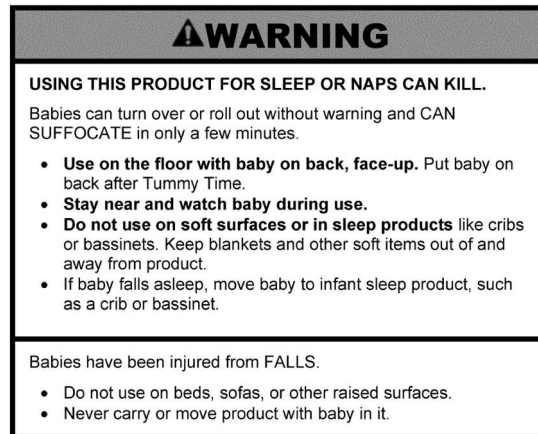 ⚠WARNING
USING THIS PRODUCT FOR SLEEP OR NAPS CAN KILL.
Babies can turn over or roll out without warning and CAN
SUFFOCATE in only a few minutes.
• Use on the floor with baby on back, face-up. Put baby on
back after Tummy Time.
• Stay near and watch baby during use.
• Do not use on soft surfaces or in sleep products like cribs
or bassinets. Keep blankets and other soft items out of and
away from product.
• If baby falls asleep, move baby to infant sleep product, such
as a crib or bassinet.
Babies have been injured from FALLS.
• Do not use on beds, sofas, or other raised surfaces.
• Never carry or move product with baby in it.